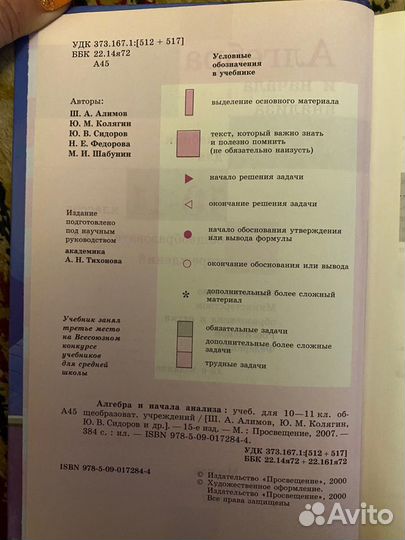 УДК 373.167.1:[512 + 517]
ББК 22.14я72
А45
Условные
обозначения
в учебнике
Авторы:
Ш. А. Алимов
Ю. М. Колягин
Ю. В. Сидоров
Н. Е. Федорова
М. И. Шабунин
выделение основного материала
текст, который важно знать
и полезно помнить
(не обязательно наизусть)
начало решения задачи
окончание решения задачи
Издание
подготовлено
под научным
руководством
академика
А. Н. Тихонова
начало обоснования утверждения
или вывода формулы
окончание обоснования или вывода
* дополнительный более сложный
материал
Учебник занял
третье место
на Всесоюзном
конкурсе
учебников
для средней
школы
обязательные задачи
дополнительные более сложные
задачи
трудные задачи
Алгебра и начала анализа : учеб. для 10—11 кл. об-
А45 щеобразоват. учреждений / [Ш. А. Алимов, Ю. М. Колягин,
Ю. В. Сидоров и др.]. — 15-е изд. — М. : Просвещение, 2007. —
384 с. : ил. — ISBN 978-5-09-017284-4.
УДК 373.167.1:[512 + 517]
ББК 22.14я72 + 22.161я72
ISBN 978-5-09-017284-4
© Издательство «Просвещение», 2000
© Художественное оформление.
Издательство «Просвещение», 2000
Все права защищены
Алгебра
и начала
анализа
Avito